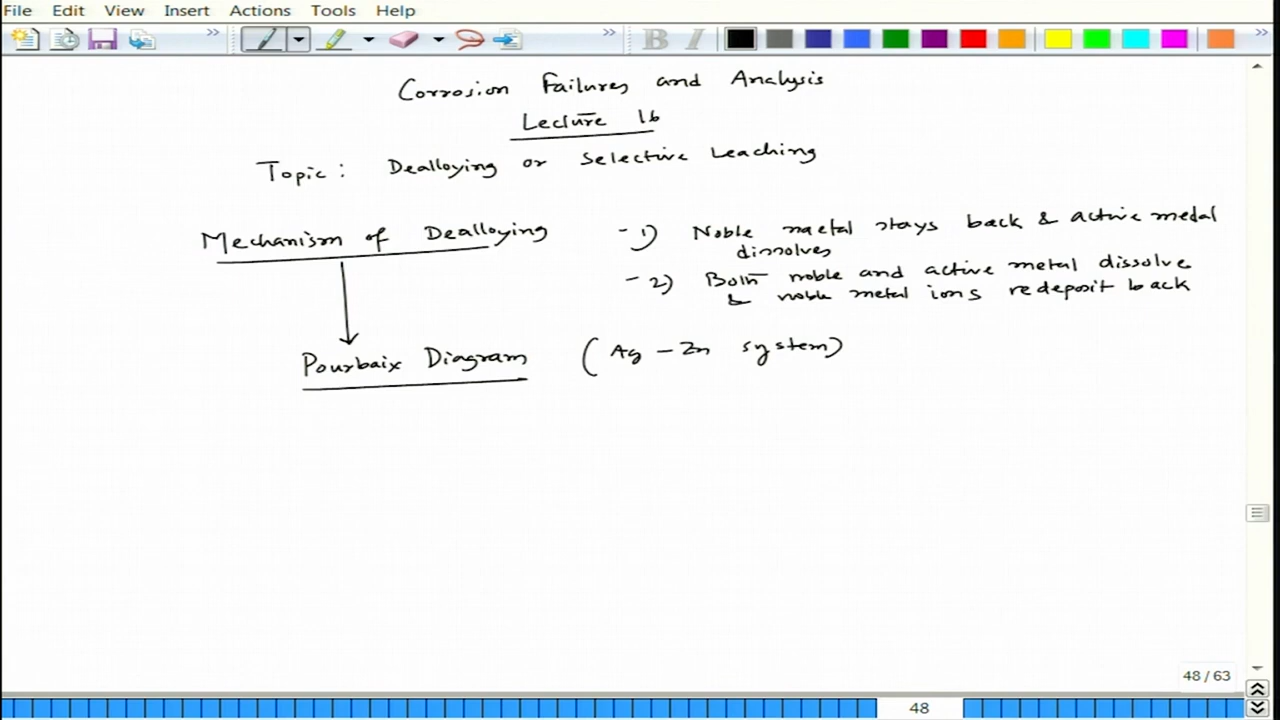 File Edit View Insert Actions Tools Help
B I
Corrosion Failures and Analysis
Lecture 16
Topic : Dealloying or Selective Leaching
Mechanism of Dealloying - 1) Noble maetal stays back & active medal
dissolves
- 2) Both noble and active metal dissolve
& noble metal ions redeposit back
Pourbaix Diagram (Ag - Zn system)
48 / 63
48